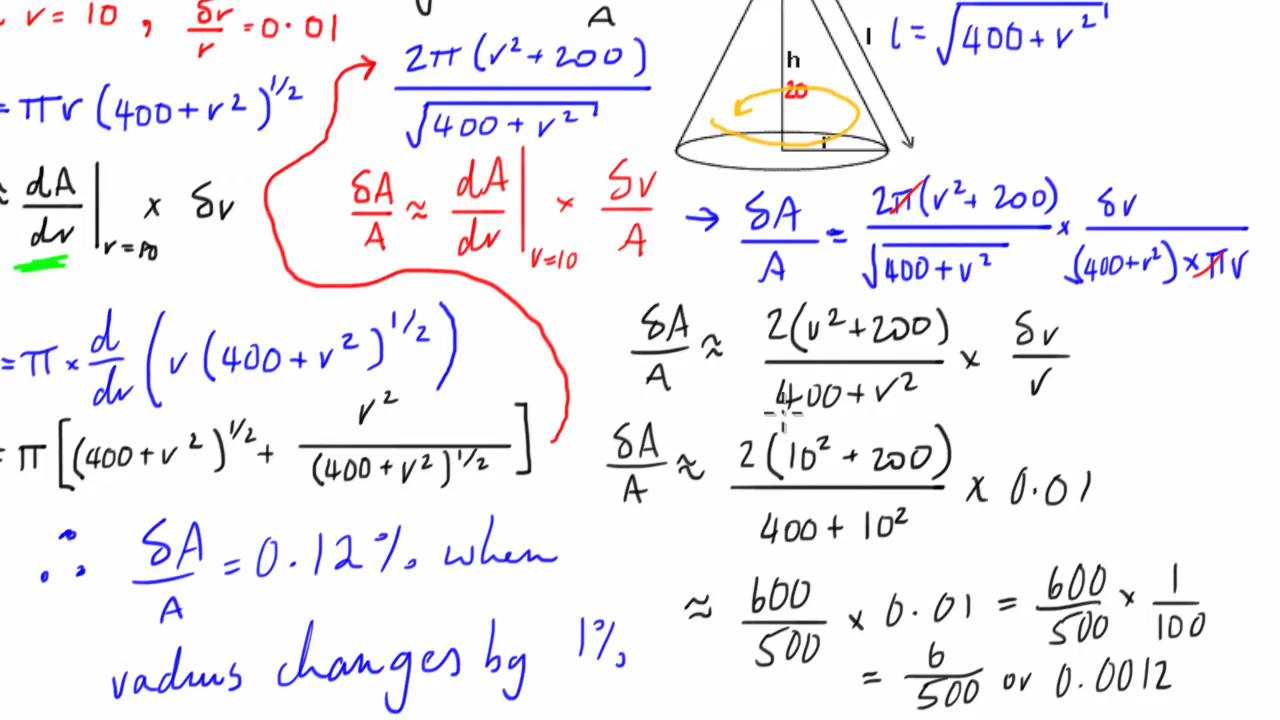 r = 10 , δr/r = 0.01
A
= πr (400 + r²)^1/2
2π (r² + 200) / √(400 + r²)
h
20
r
l
l = √(400 + r²)
≈ dA/dr |r=10 × δr
δA/A ≈ dA/dr |r=10 × δr/A
→ δA/A = 2π(r² + 200)/√(400 + r²) × δr/(√(400 + r²) × πr)
= π × d/dr ( r (400 + r²)^1/2 )
δA/A ≈ 2(r² + 200)/(400 + r²) × δr/r
= π [ (400 + r²)^1/2 + r²/(400 + r²)^1/2 ]
δA/A ≈ 2(10² + 200)/(400 + 10²) × 0.01
∴ δA/A = 0.12% when
radius changes by 1%
≈ 600/500 × 0.01 = 600/500 × 1/100
= 6/500 or 0.0012